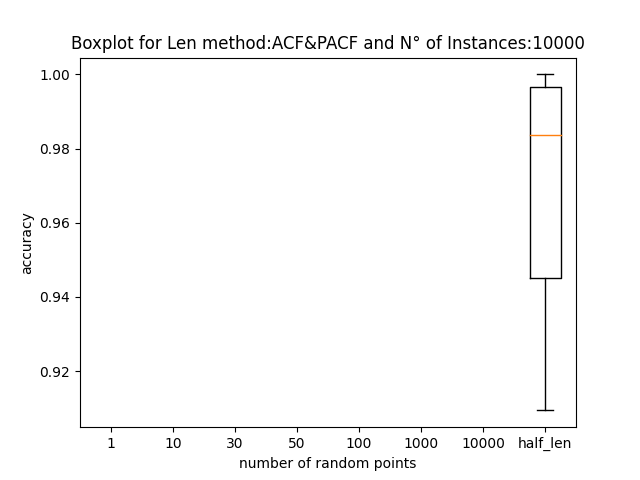 Boxplot for Len method:ACF&PACF and N° of Instances:10000
1.00
0.98
0.96
0.94
0.92
accuracy
1 10 30 50 100 1000 10000 half_len
number of random points